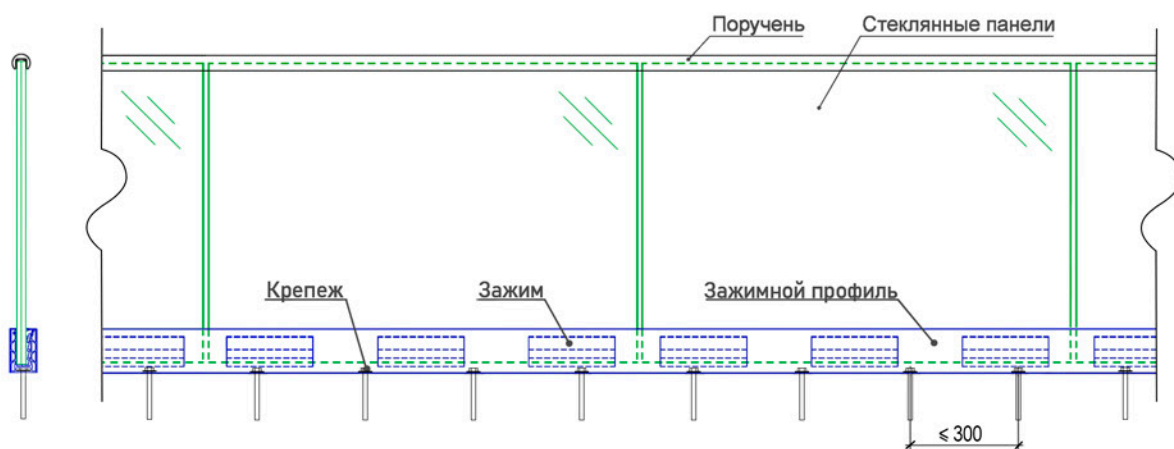 Поручень
Стеклянные панели
Крепеж
Зажим
Зажимной профиль
≤ 300